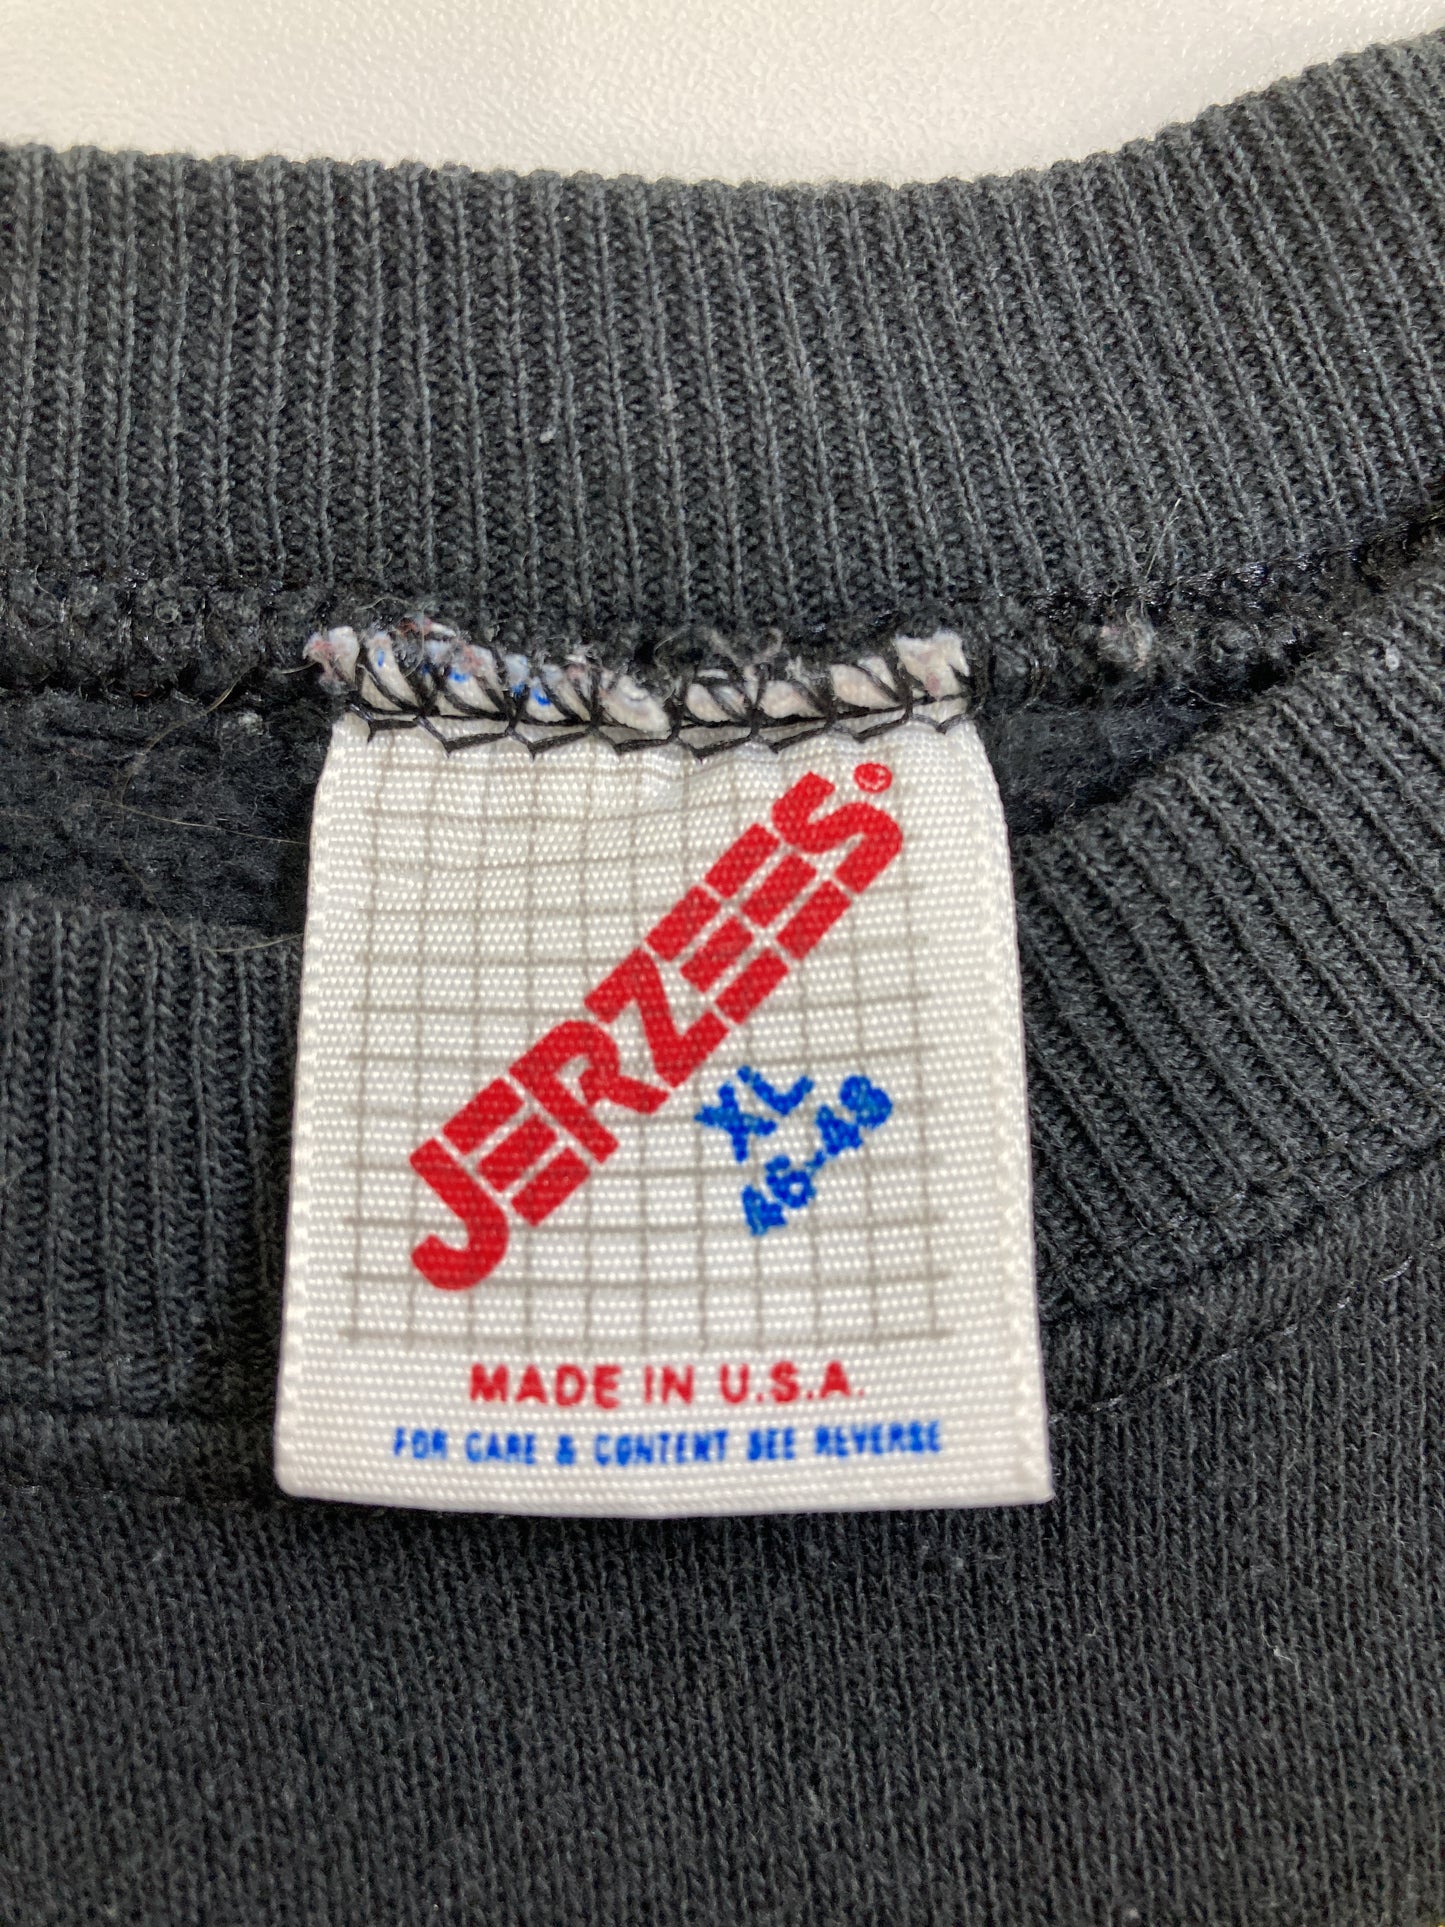 JERZEES®
XL
46-48
MADE IN U.S.A.
FOR CARE & CONTENT SEE REVERSE